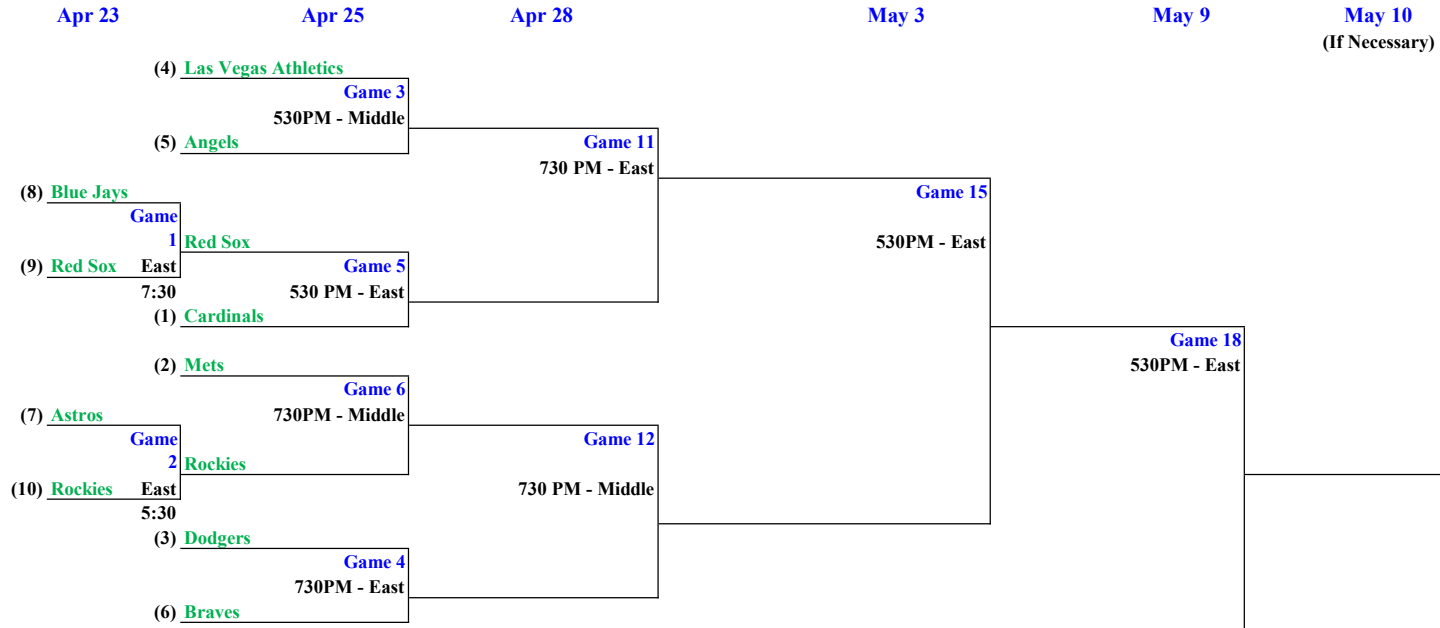 Apr 23 Apr 25 Apr 28 May 3 May 9 May 10
(If Necessary)
(4) Las Vegas Athletics
Game 3
530PM - Middle
(5) Angels
Game 11
730 PM - East
(8) Blue Jays
Game 15
Game
1 Red Sox
530PM - East
(9) Red Sox East
Game 5
7:30
530 PM - East
(1) Cardinals
Game 18
(2) Mets
530PM - East
Game 6
(7) Astros
730PM - Middle
Game
Game 12
2 Rockies
(10) Rockies East
730 PM - Middle
5:30
(3) Dodgers
Game 4
730PM - East
(6) Braves